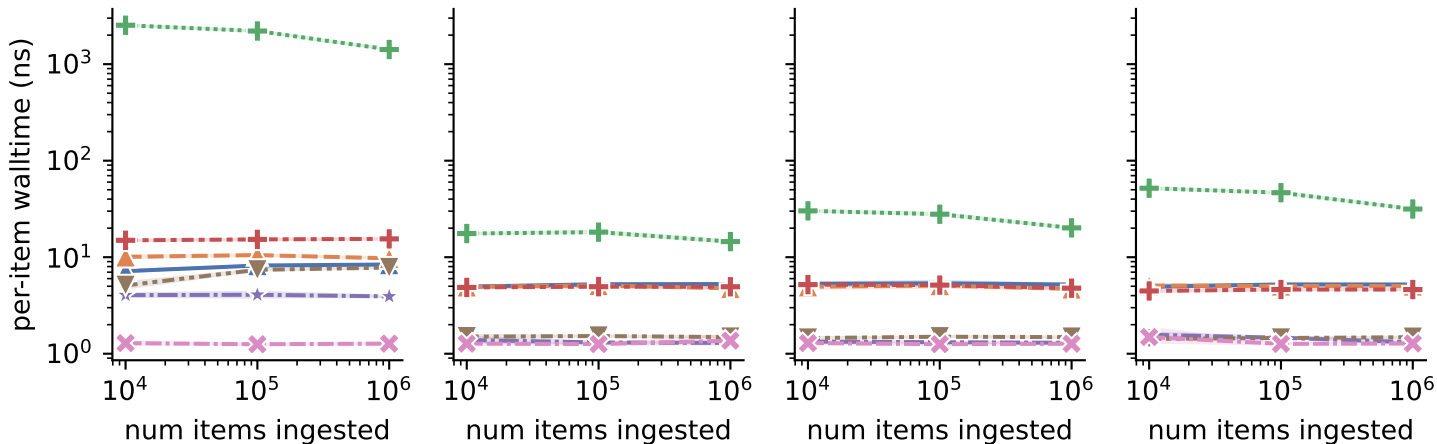 per-item walltime (ns)
10³
10²
10¹
10⁰
10⁴ 10⁵ 10⁶
num items ingested
10⁴ 10⁵ 10⁶
num items ingested
10⁴ 10⁵ 10⁶
num items ingested
10⁴ 10⁵ 10⁶
num items ingested